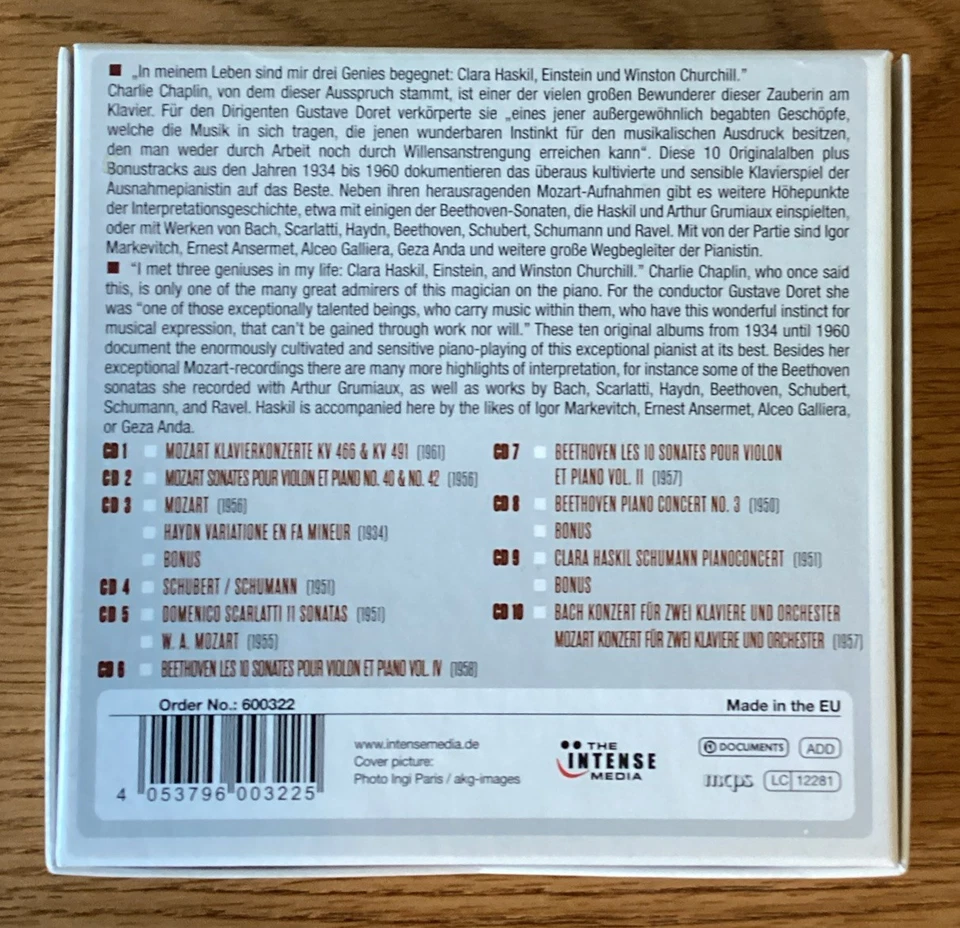 ■ „In meinem Leben sind mir drei Genies begegnet: Clara Haskil, Einstein und Winston Churchill.”
Charlie Chaplin, von dem dieser Ausspruch stammt, ist einer der vielen großen Bewunderer dieser Zauberin am
Klavier. Für den Dirigenten Gustave Doret verkörperte sie „eines jener außergewöhnlich begabten Geschöpfe,
welche die Musik in sich tragen, die jenen wunderbaren Instinkt für den musikalischen Ausdruck besitzen,
den man weder durch Arbeit noch durch Willensanstrengung erreichen kann“. Diese 10 Originalalben plus
Bonustracks aus den Jahren 1934 bis 1960 dokumentieren das überaus kultivierte und sensible Klavierspiel der
Ausnahmepianistin auf das Beste. Neben ihren herausragenden Mozart-Aufnahmen gibt es weitere Höhepunkte
der Interpretationsgeschichte, etwa mit einigen der Beethoven-Sonaten, die Haskil und Arthur Grumiaux einspielten,
oder mit Werken von Bach, Scarlatti, Haydn, Beethoven, Schubert, Schumann und Ravel. Mit von der Partie sind Igor
Markevitch, Ernest Ansermet, Alceo Galliera, Geza Anda und weitere große Wegbegleiter der Pianistin.
■ “I met three geniuses in my life: Clara Haskil, Einstein, and Winston Churchill.” Charlie Chaplin, who once said
this, is only one of the many great admirers of this magician on the piano. For the conductor Gustave Doret she
was “one of those exceptionally talented beings, who carry music within them, who have this wonderful instinct for
musical expression, that can’t be gained through work nor will.” These ten original albums from 1934 until 1960
document the enormously cultivated and sensitive piano-playing of this exceptional pianist at its best. Besides her
exceptional Mozart-recordings there are many more highlights of interpretation, for instance some of the Beethoven
sonatas she recorded with Arthur Grumiaux, as well as works by Bach, Scarlatti, Haydn, Beethoven, Schubert,
Schumann, and Ravel. Haskil is accompanied here by the likes of Igor Markevitch, Ernest Ansermet, Alceo Galliera,
or Geza Anda.
CD 1 MOZART KLAVIERKONZERTE KV 466 & KV 491 (1961)
CD 2 MOZART SONATES POUR VIOLON ET PIANO NO. 40 & NO. 42 (1956)
CD 3 MOZART (1956)
HAYDN VARIATIONE EN FA MINEUR (1934)
BONUS
CD 4 SCHUBERT / SCHUMANN (1951)
CD 5 DOMENICO SCARLATTI 11 SONATAS (1951)
W. A. MOZART (1955)
CD 6 BEETHOVEN LES 10 SONATES POUR VIOLON ET PIANO VOL. IV (1958)
CD 7 BEETHOVEN LES 10 SONATES POUR VIOLON
ET PIANO VOL. II (1957)
CD 8 BEETHOVEN PIANO CONCERT NO. 3 (1950)
BONUS
CD 9 CLARA HASKIL SCHUMANN PIANOCONCERT (1951)
BONUS
CD 10 BACH KONZERT FÜR ZWEI KLAVIERE UND ORCHESTER
MOZART KONZERT FÜR ZWEI KLAVIERE UND ORCHESTER (1957)
Order No.: 600322
Made in the EU
4 053796 003225
www.intensemedia.de
Cover picture:
Photo Ingi Paris / akg-images
THE
INTENSE
MEDIA
DOCUMENTS
ADD
mcps
LC 12281